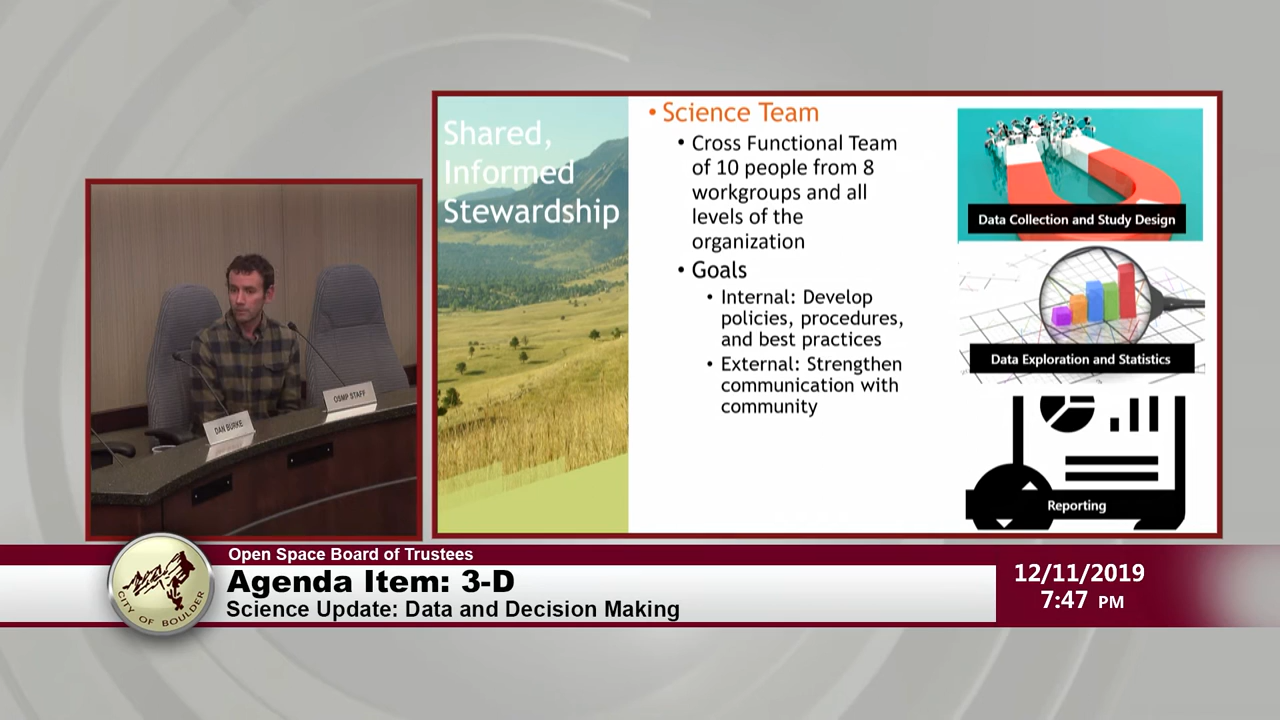 Shared,
Informed
Stewardship
• Science Team
• Cross Functional Team
of 10 people from 8
workgroups and all
levels of the
organization
• Goals
• Internal: Develop
policies, procedures,
and best practices
• External: Strengthen
communication with
community
Data Collection and Study Design
Data Exploration and Statistics
Reporting
DAN BURKE
OSMP STAFF
CITY OF BOULDER
Open Space Board of Trustees
Agenda Item: 3-D
Science Update: Data and Decision Making
12/11/2019
7:47 PM